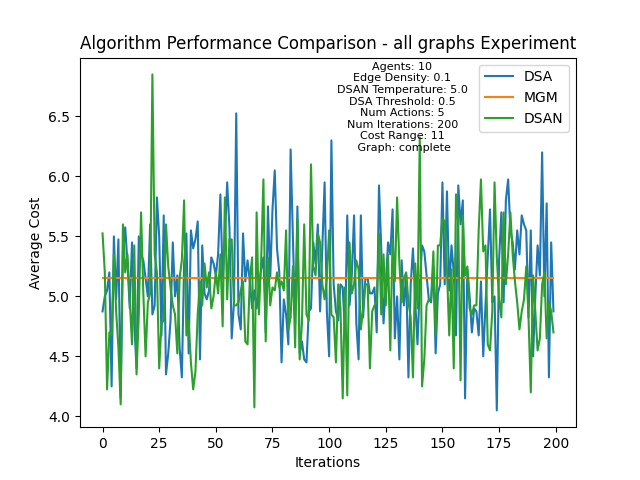 Algorithm Performance Comparison - all graphs Experiment
Agents: 10
Edge Density: 0.1
DSAN Temperature: 5.0
DSA Threshold: 0.5
Num Actions: 5
Num Iterations: 200
Cost Range: 11
Graph: complete
DSA
MGM
DSAN
Average Cost
6.5
6.0
5.5
5.0
4.5
4.0
0 25 50 75 100 125 150 175 200
Iterations